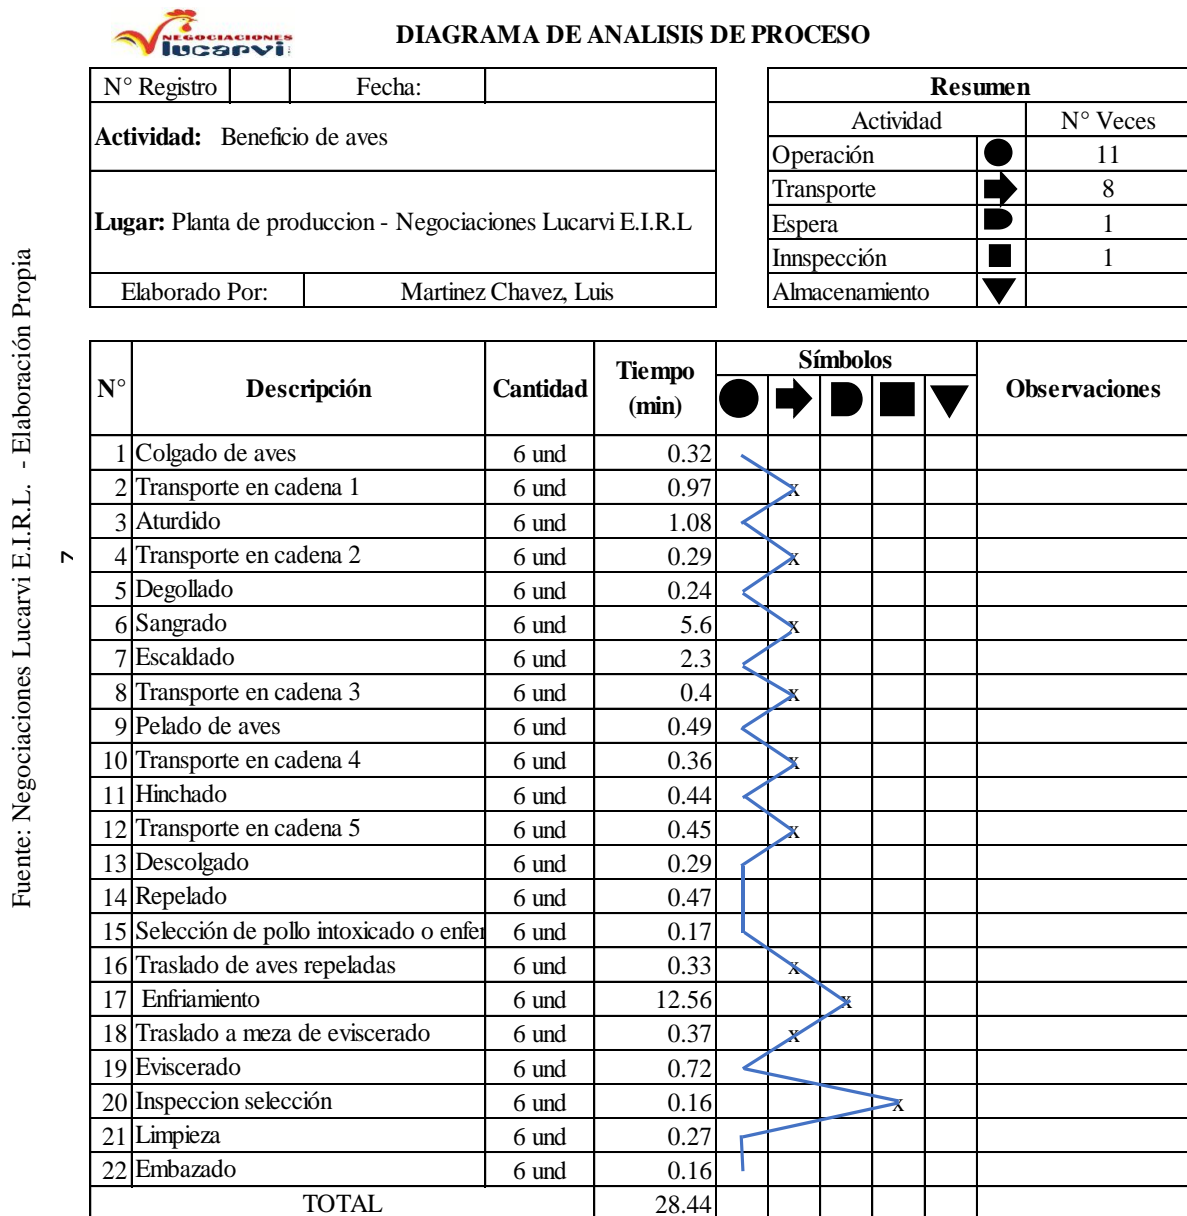 NEGOCIACIONES
lucarvi
DIAGRAMA DE ANALISIS DE PROCESO
N° Registro Fecha:
Actividad: Beneficio de aves
Lugar: Planta de produccion - Negociaciones Lucarvi E.I.R.L
Elaborado Por: Martinez Chavez, Luis
Resumen
Actividad N° Veces
Operación 11
Transporte 8
Espera 1
Innspección 1
Almacenamiento
N° Descripción Cantidad Tiempo (min) Símbolos Observaciones
1 Colgado de aves 6 und 0.32
2 Transporte en cadena 1 6 und 0.97 x
3 Aturdido 6 und 1.08
4 Transporte en cadena 2 6 und 0.29 x
5 Degollado 6 und 0.24
6 Sangrado 6 und 5.6 x
7 Escaldado 6 und 2.3
8 Transporte en cadena 3 6 und 0.4 x
9 Pelado de aves 6 und 0.49
10 Transporte en cadena 4 6 und 0.36 x
11 Hinchado 6 und 0.44
12 Transporte en cadena 5 6 und 0.45 x
13 Descolgado 6 und 0.29
14 Repelado 6 und 0.47
15 Selección de pollo intoxicado o enfer 6 und 0.17
16 Traslado de aves repeladas 6 und 0.33 x
17 Enfriamiento 6 und 12.56 x
18 Traslado a meza de eviscerado 6 und 0.37 x
19 Eviscerado 6 und 0.72
20 Inspeccion selección 6 und 0.16 x
21 Limpieza 6 und 0.27
22 Embazado 6 und 0.16
TOTAL 28.44
Fuente: Negociaciones Lucarvi E.I.R.L. - Elaboración Propia
7